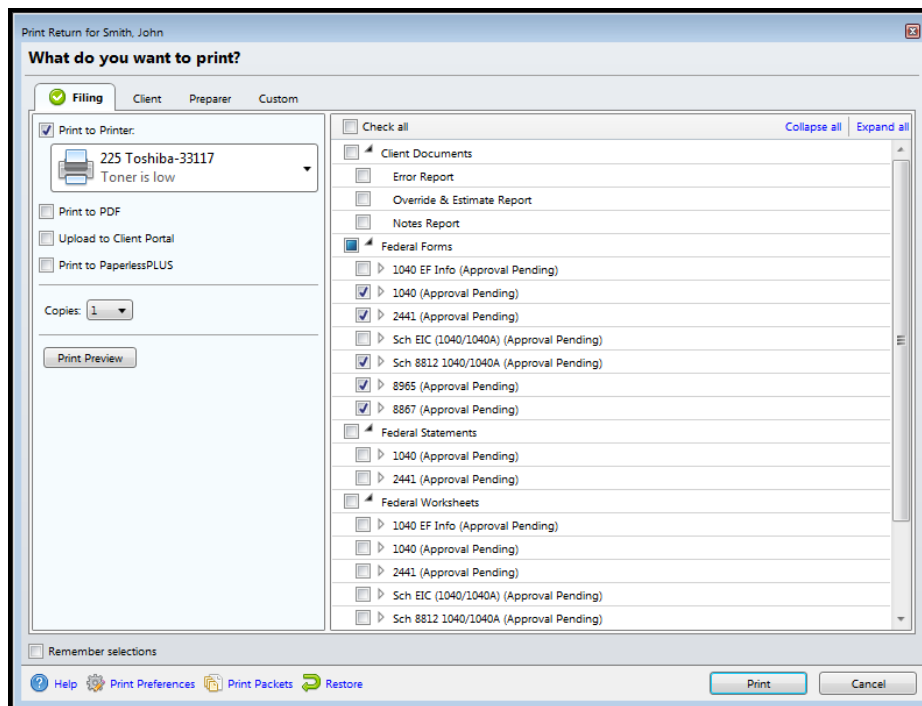 Print Return for Smith, John
What do you want to print?
Filing Client Preparer Custom
Print to Printer:
225 Toshiba-33117
Toner is low
Print to PDF
Upload to Client Portal
Print to PaperlessPLUS
Copies: 1
Print Preview
Check all Collapse all Expand all
Client Documents
Error Report
Override & Estimate Report
Notes Report
Federal Forms
1040 EF Info (Approval Pending)
1040 (Approval Pending)
2441 (Approval Pending)
Sch EIC (1040/1040A) (Approval Pending)
Sch 8812 1040/1040A (Approval Pending)
8965 (Approval Pending)
8867 (Approval Pending)
Federal Statements
1040 (Approval Pending)
2441 (Approval Pending)
Federal Worksheets
1040 EF Info (Approval Pending)
1040 (Approval Pending)
2441 (Approval Pending)
Sch EIC (1040/1040A) (Approval Pending)
Sch 8812 1040/1040A (Approval Pending)
Remember selections
Help Print Preferences Print Packets Restore Print Cancel